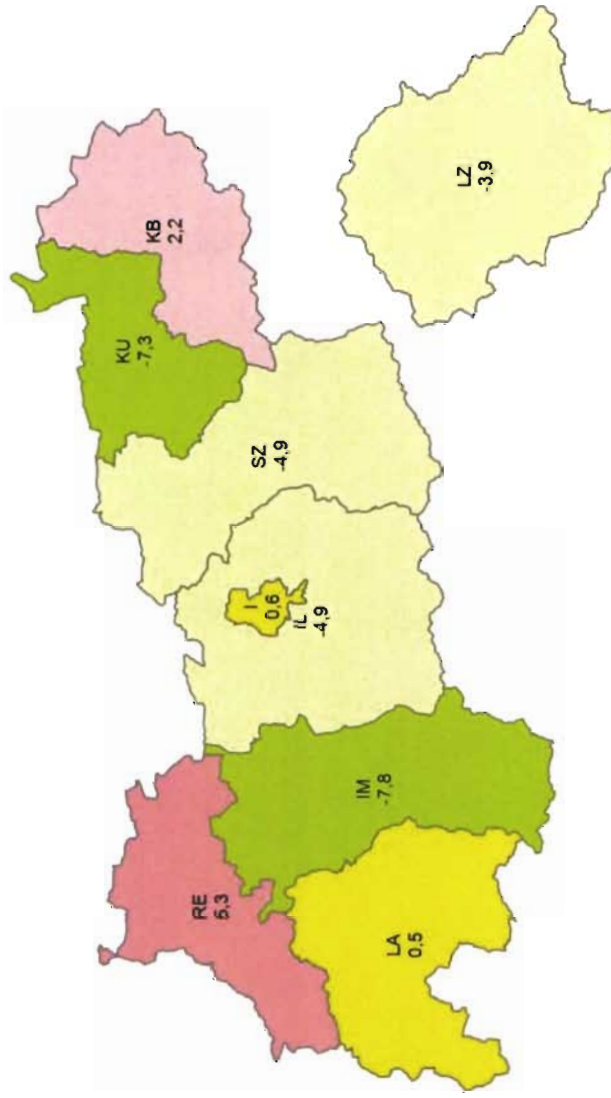 KU
-7,3
KB
2,2
RE
6,3
I
0,6
SZ
-4,9
IL
-4,9
IM
-7,8
LA
0,5
LZ
-3,9